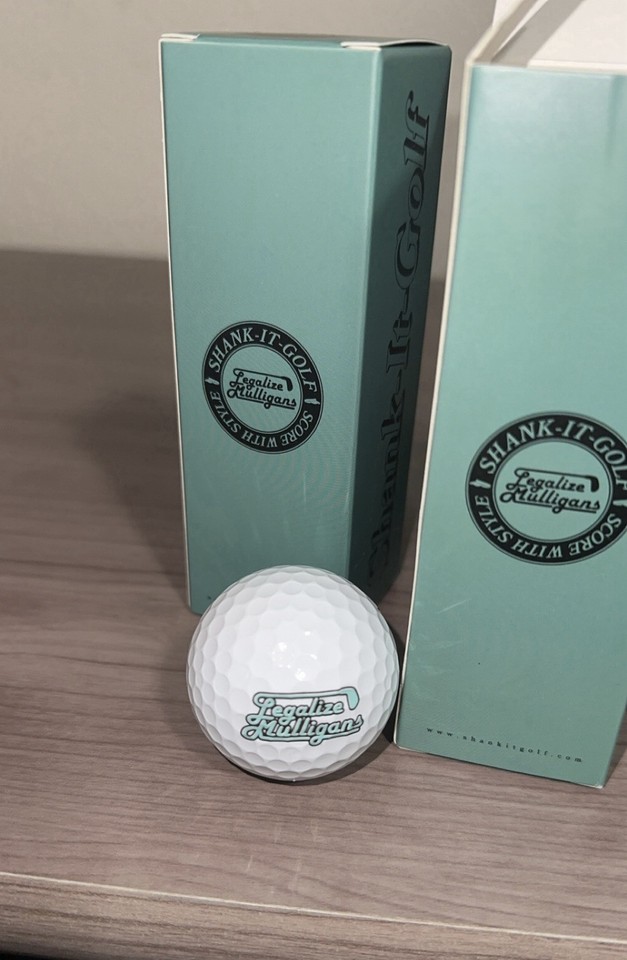 SHANK-IT-GOLF
Legalize
Mulligans
SCORE WITH STYLE
Shank-It-Golf
SHANK-IT-GOLF
Legalize
Mulligans
SCORE WITH STYLE
www.shankitgolf.com
Legalize
Mulligans